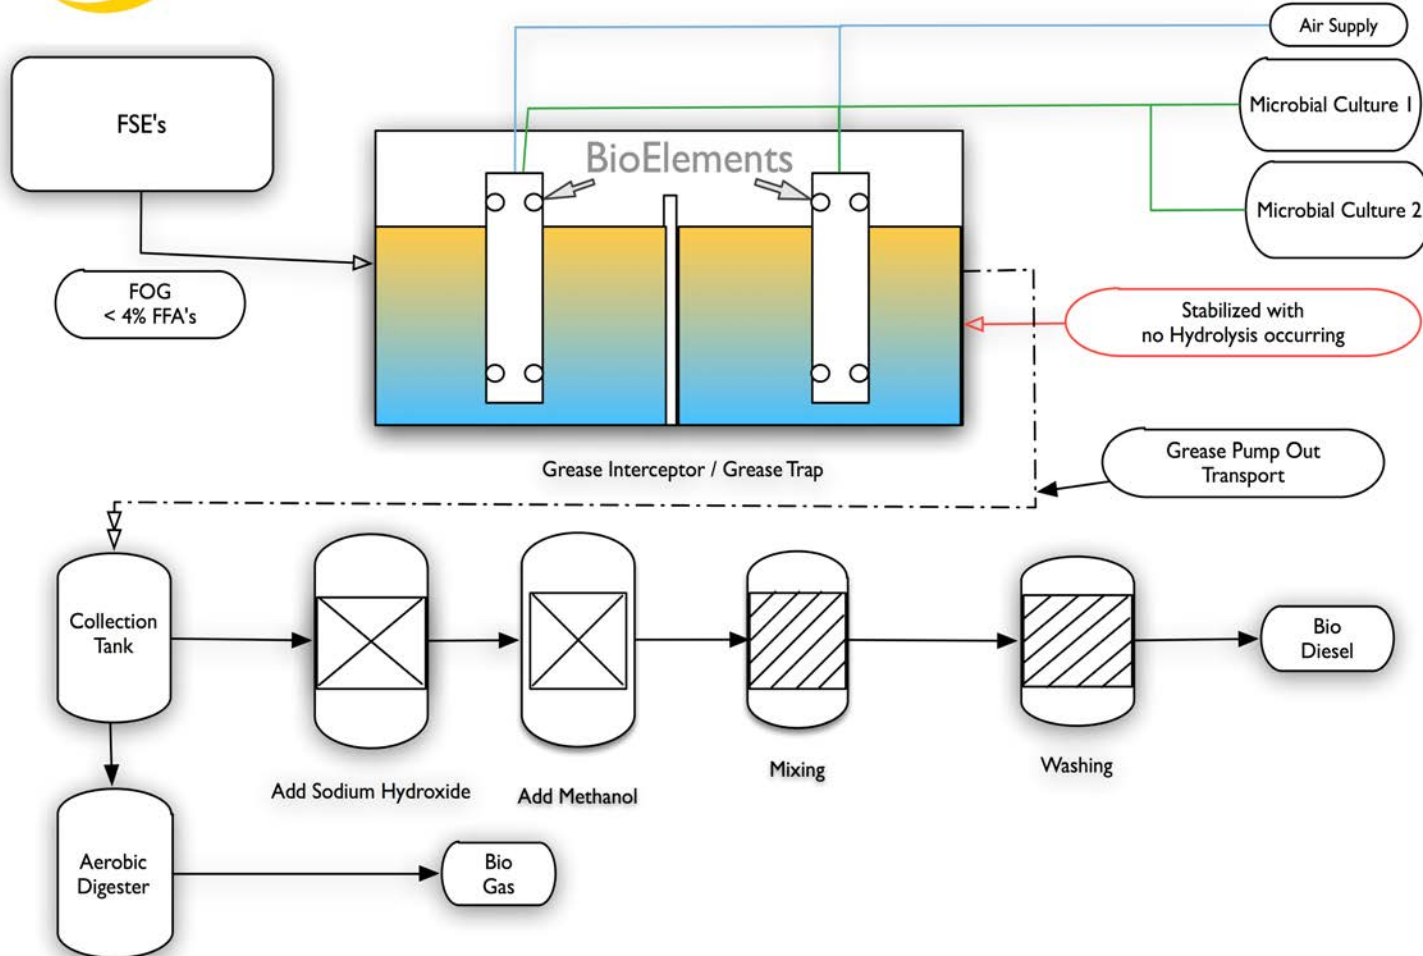 Air Supply
FSE's
Microbial Culture 1
BioElements
Microbial Culture 2
FOG
< 4% FFA's
Stabilized with
no Hydrolysis occurring
Grease Pump Out
Transport
Grease Interceptor / Grease Trap
Collection
Tank
Bio
Diesel
Add Sodium Hydroxide
Add Methanol
Mixing
Washing
Aerobic
Digester
Bio
Gas